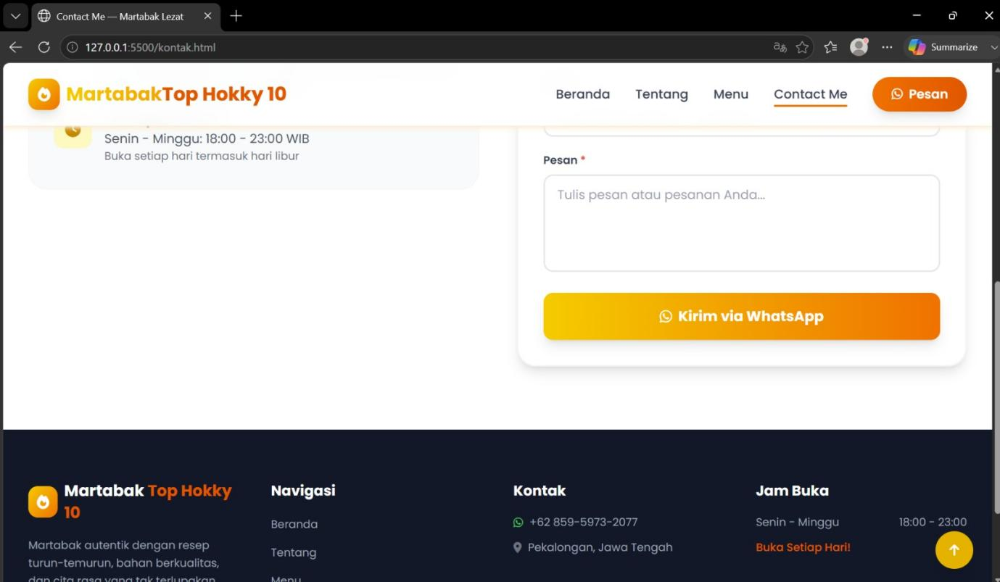 Contact Me — Martabak Lezat
127.0.0.1:5500/kontak.html
Summarize
MartabakTop Hokky 10
Beranda
Tentang
Menu
Contact Me
Pesan
Senin - Minggu: 18:00 - 23:00 WIB
Buka setiap hari termasuk hari libur
Pesan *
Tulis pesan atau pesanan Anda...
Kirim via WhatsApp
Martabak Top Hokky
10
Martabak autentik dengan resep
turun-temurun, bahan berkualitas,
dan cita rasa yang tak terlupakan
Navigasi
Beranda
Tentang
Menu
Kontak
+62 859-5973-2077
Pekalongan, Jawa Tengah
Jam Buka
Senin - Minggu 18:00 - 23:00
Buka Setiap Hari!